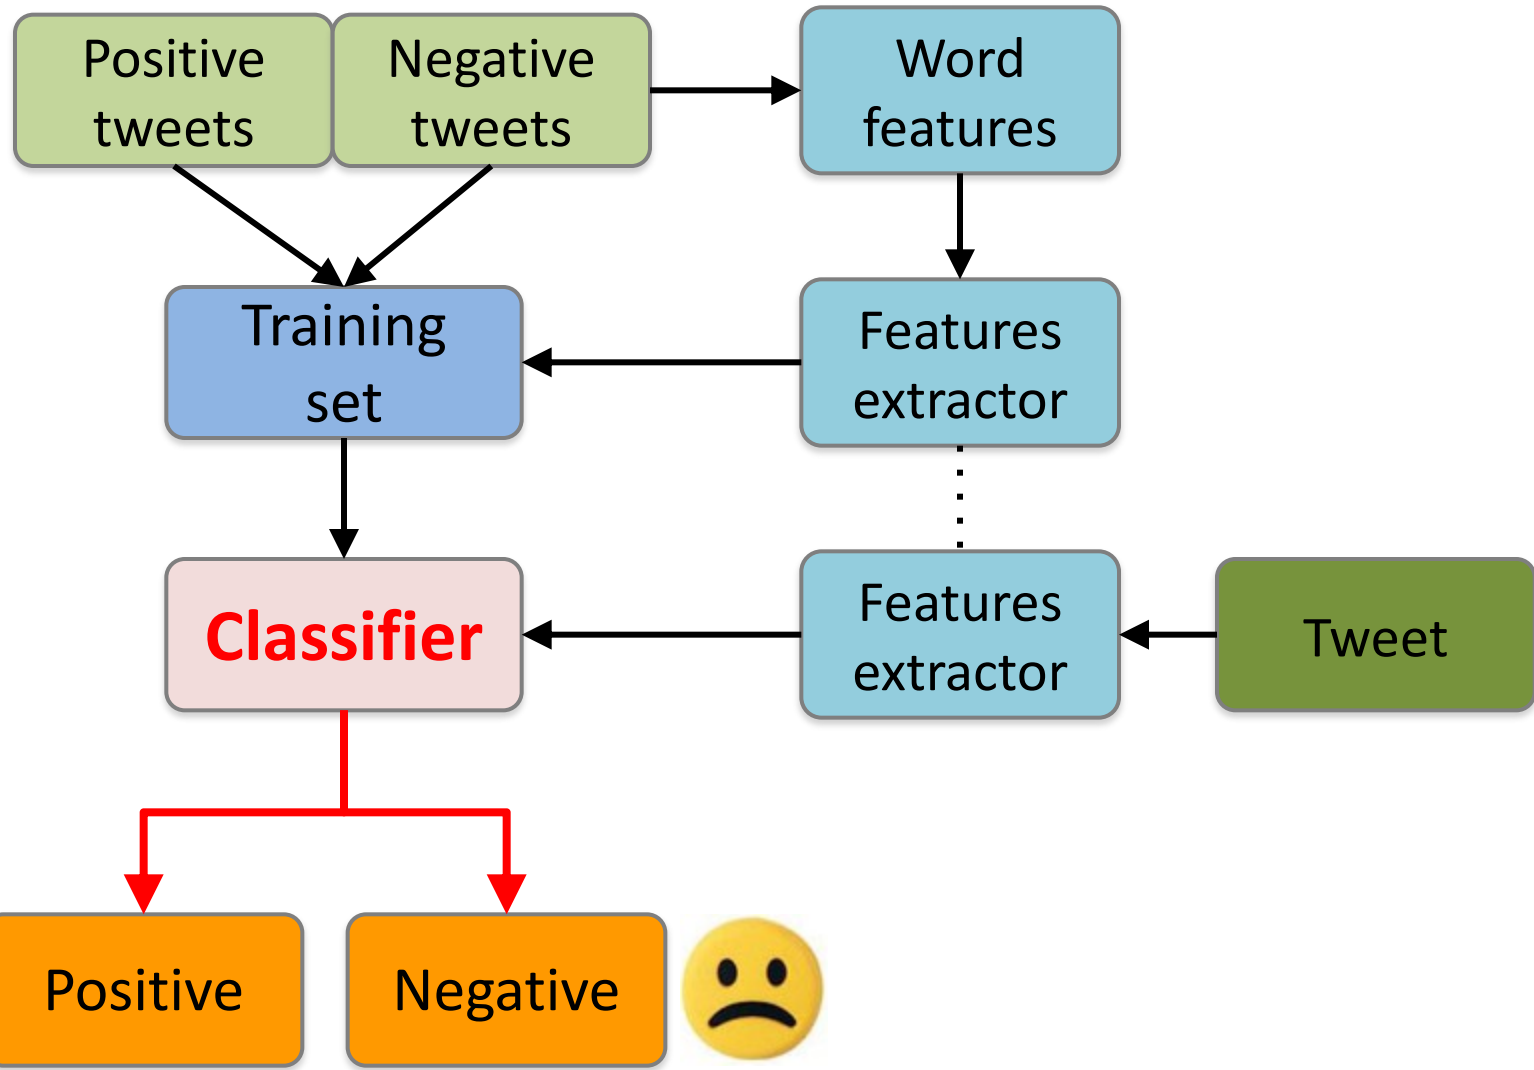 Positive
tweets
Negative
tweets
Word
features
Training
set
Features
extractor
Classifier
Features
extractor
Tweet
Positive
Negative